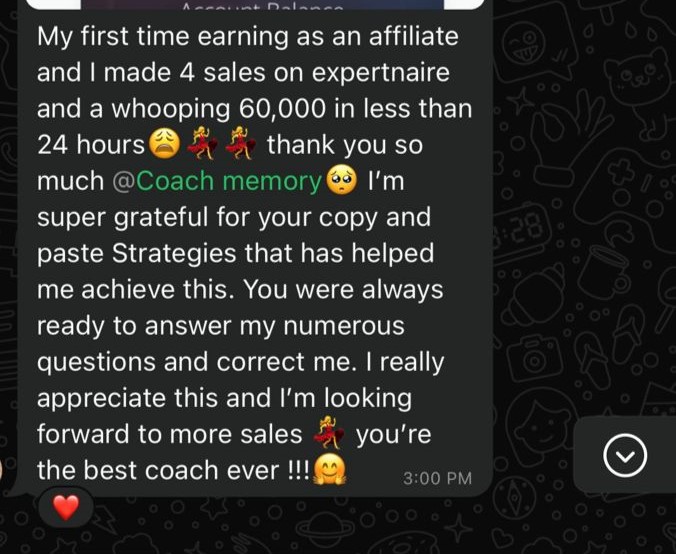 Account Balance
My first time earning as an affiliate
and I made 4 sales on expertnaire
and a whooping 60,000 in less than
24 hours😩💃💃 thank you so
much @Coach memory🥺 I’m
super grateful for your copy and
paste Strategies that has helped
me achieve this. You were always
ready to answer my numerous
questions and correct me. I really
appreciate this and I’m looking
forward to more sales 💃 you’re
the best coach ever !!!🤗
3:00 PM